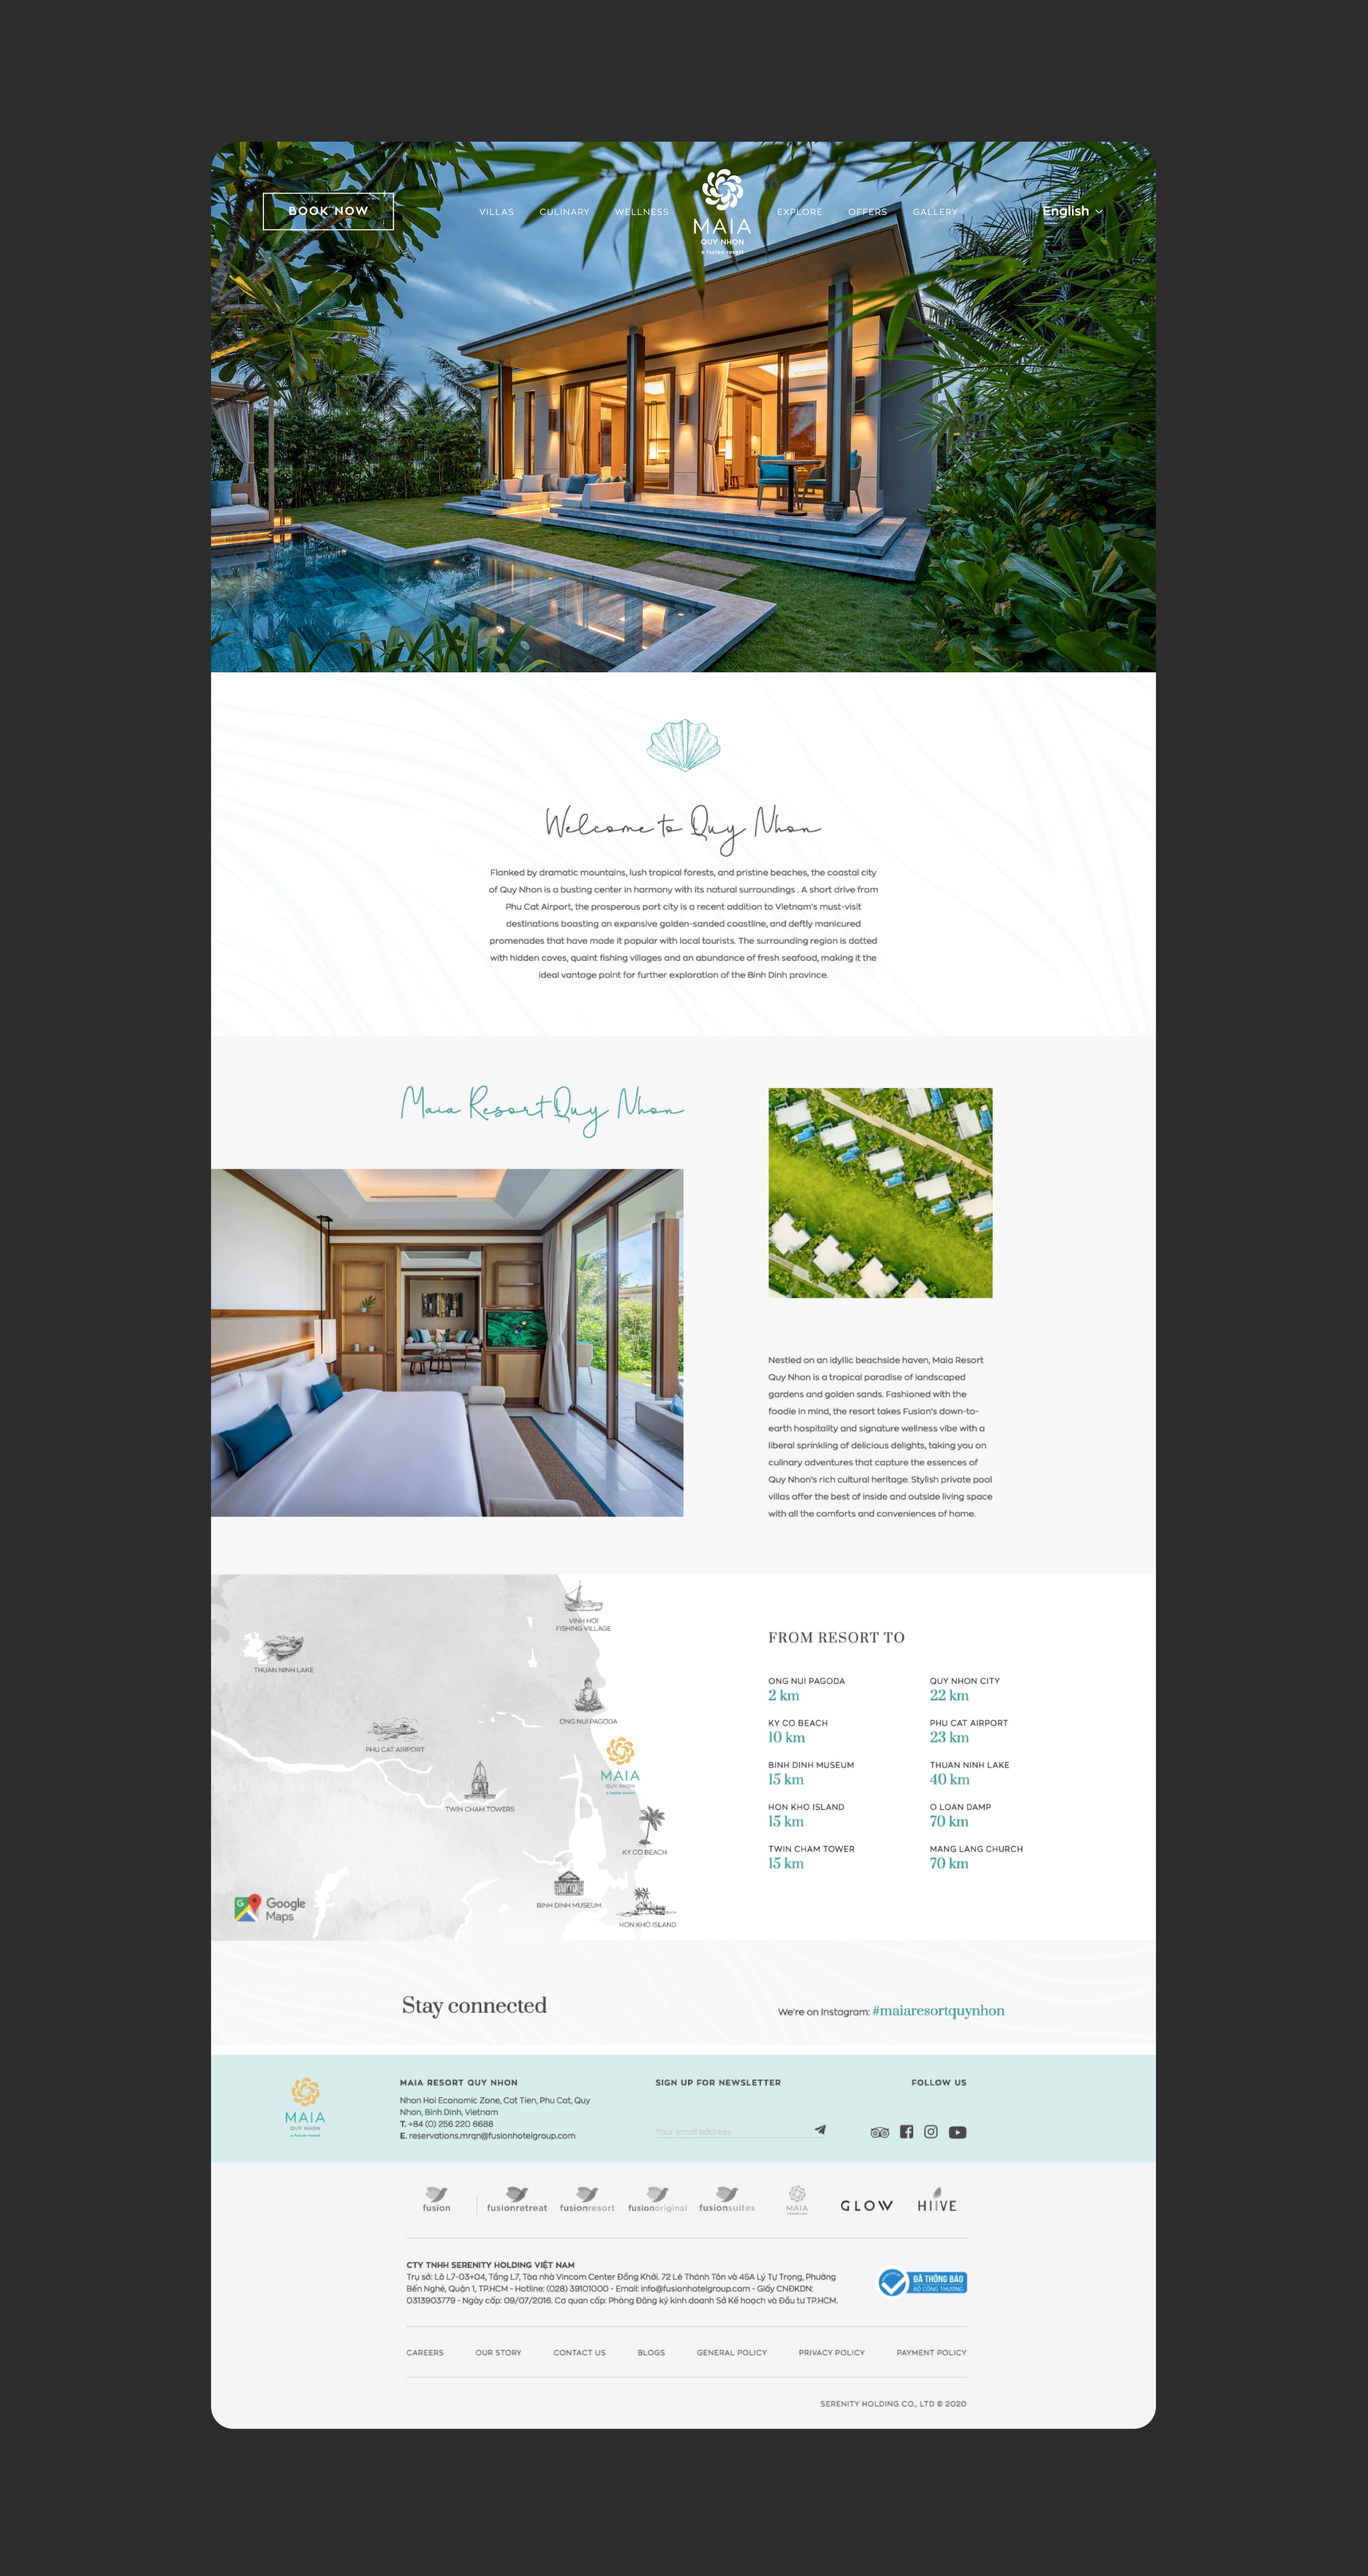 BOOK NOW
VILLAS
CULINARY
WELLNESS
MAIA
QUY NHON
a fusion resort
EXPLORE
OFFERS
GALLERY
English
Welcome to Quy Nhon
Flanked by dramatic mountains, lush tropical forests, and pristine beaches, the coastal city
of Quy Nhon is a busting center in harmony with its natural surroundings . A short drive from
Phu Cat Airport, the prosperous port city is a recent addition to Vietnam's must-visit
destinations boasting an expansive golden-sanded coastline, and deftly manicured
promenades that have made it popular with local tourists. The surrounding region is dotted
with hidden coves, quaint fishing villages and an abundance of fresh seafood, making it the
ideal vantage point for further exploration of the Binh Dinh province.
Maia Resort Quy Nhon
Nestled on an idyllic beachside haven, Maia Resort
Quy Nhon is a tropical paradise of landscaped
gardens and golden sands. Fashioned with the
foodie in mind, the resort takes Fusion's down-to-
earth hospitality and signature wellness vibe with a
liberal sprinkling of delicious delights, taking you on
culinary adventures that capture the essences of
Quy Nhon's rich cultural heritage. Stylish private pool
villas offer the best of inside and outside living space
with all the comforts and conveniences of home.
VINH HOI
FISHING VILLAGE
THUAN NINH LAKE
ONG NUI PAGODA
PHU CAT AIRPORT
MAIA
QUY NHON
a fusion resort
TWIN CHAM TOWERS
KY CO BEACH
BINH DINH MUSEUM
HON KHO ISLAND
Google
Maps
FROM RESORT TO
ONG NUI PAGODA
2 km
KY CO BEACH
10 km
BINH DINH MUSEUM
15 km
HON KHO ISLAND
15 km
TWIN CHAM TOWER
15 km
QUY NHON CITY
22 km
PHU CAT AIRPORT
23 km
THUAN NINH LAKE
40 km
O LOAN DAMP
70 km
MANG LANG CHURCH
70 km
Stay connected
We're on Instagram: #maiaresortquynhon
MAIA
QUY NHON
a fusion resort
MAIA RESORT QUY NHON
Nhon Hoi Economic Zone, Cat Tien, Phu Cat, Quy
Nhon, Binh Dinh, Vietnam
T. +84 (0) 256 220 6688
E. reservations.mrqn@fusionhotelgroup.com
SIGN UP FOR NEWSLETTER
Your email address
FOLLOW US
fusion
fusionretreat
fusionresort
fusionoriginal
fusionsuites
MAIA
GLOW
HIIVE
CTY TNHH SERENITY HOLDING VIỆT NAM
Trụ sở: Lô L7-03+04, Tầng L7, Tòa nhà Vincom Center Đồng Khởi. 72 Lê Thánh Tôn và 45A Lý Tự Trọng, Phường
Bến Nghé, Quận 1, TP.HCM - Hotline: (028) 39101000 - Email: info@fusionhotelgroup.com - Giấy CNĐKDN:
0313903779 - Ngày cấp: 09/07/2016. Cơ quan cấp: Phòng Đăng ký kinh doanh Sở Kế hoạch và Đầu tư TP.HCM.
ĐÃ THÔNG BÁO
BỘ CÔNG THƯƠNG
CAREERS
OUR STORY
CONTACT US
BLOGS
GENERAL POLICY
PRIVACY POLICY
PAYMENT POLICY
SERENITY HOLDING CO., LTD © 2020